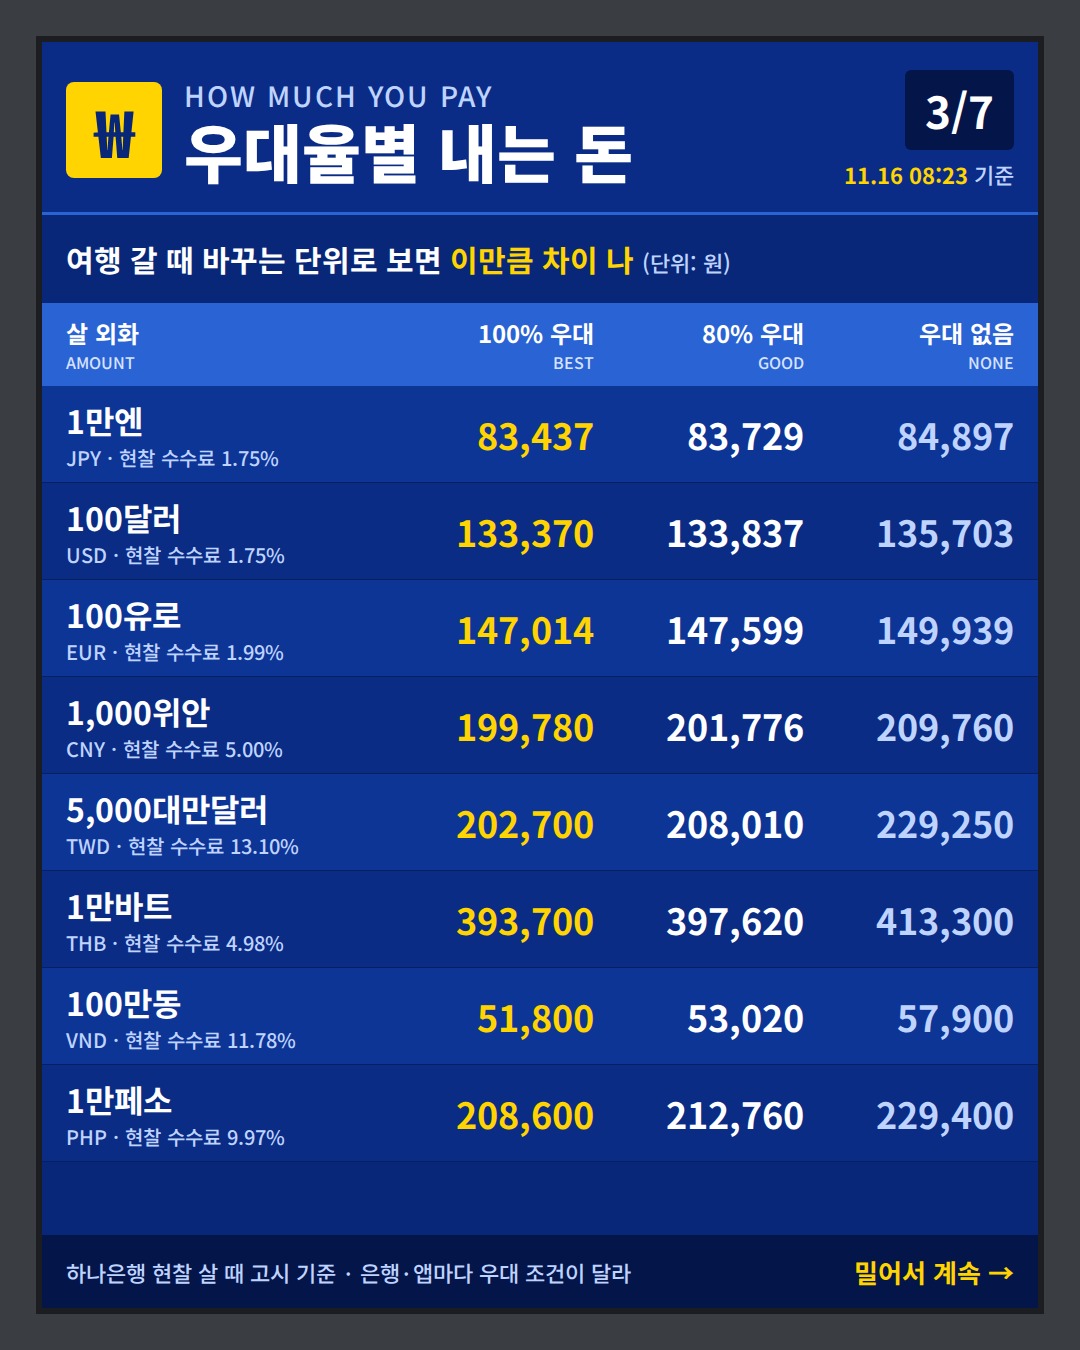 ₩
HOW MUCH YOU PAY
우대율별 내는 돈
3/7
11.16 08:23 기준
여행 갈 때 바꾸는 단위로 보면 이만큼 차이 나 (단위: 원)
살 외화 100% 우대 80% 우대 우대 없음
AMOUNT BEST GOOD NONE
1만엔 83,437 83,729 84,897
JPY · 현찰 수수료 1.75%
100달러 133,370 133,837 135,703
USD · 현찰 수수료 1.75%
100유로 147,014 147,599 149,939
EUR · 현찰 수수료 1.99%
1,000위안 199,780 201,776 209,760
CNY · 현찰 수수료 5.00%
5,000대만달러 202,700 208,010 229,250
TWD · 현찰 수수료 13.10%
1만바트 393,700 397,620 413,300
THB · 현찰 수수료 4.98%
100만동 51,800 53,020 57,900
VND · 현찰 수수료 11.78%
1만페소 208,600 212,760 229,400
PHP · 현찰 수수료 9.97%
하나은행 현찰 살 때 고시 기준 · 은행·앱마다 우대 조건이 달라
밀어서 계속 →